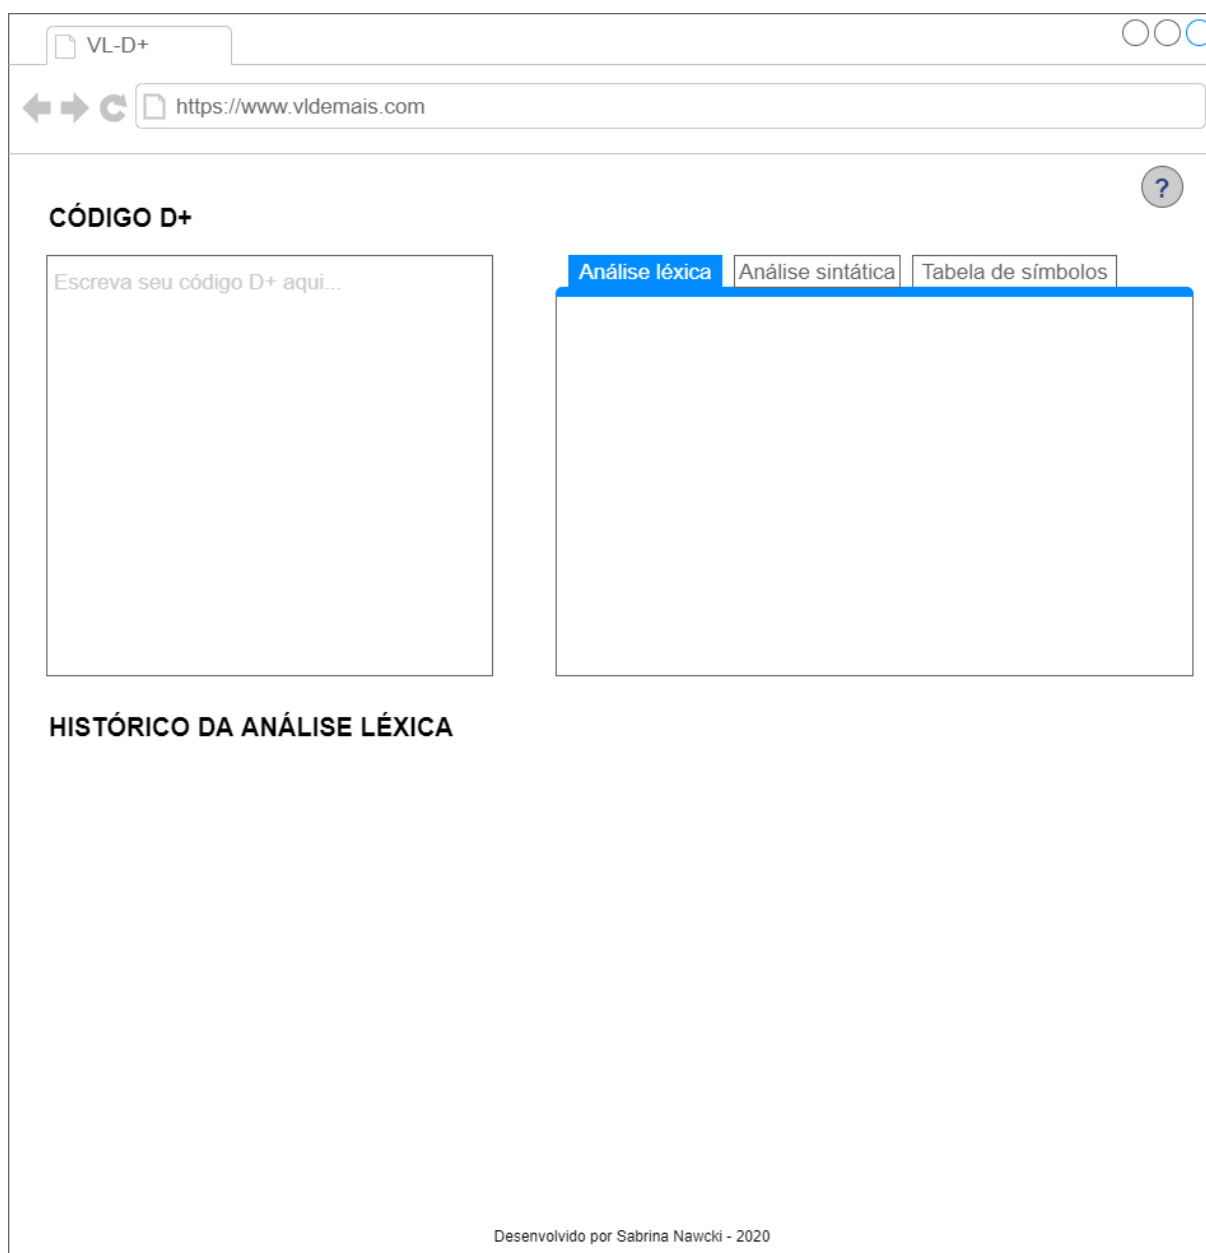 VL-D+
https://www.vldemais.com
?
CÓDIGO D+
Escreva seu código D+ aqui...
Análise léxica
Análise sintática
Tabela de símbolos
HISTÓRICO DA ANÁLISE LÉXICA
Desenvolvido por Sabrina Nawcki - 2020